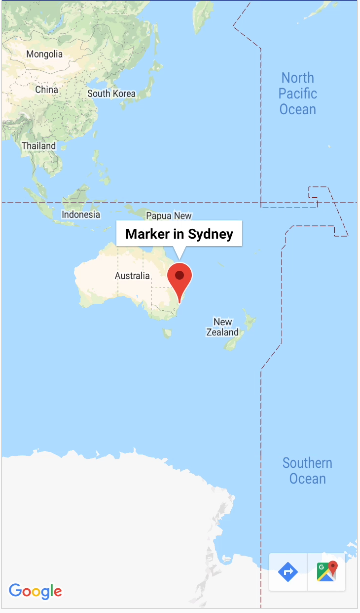 Mongolia
North
Pacific
Ocean
China
South Korea
Thailand
Indonesia
Papua New
Marker in Sydney
Australia
New
Zealand
Southern
Ocean
Google